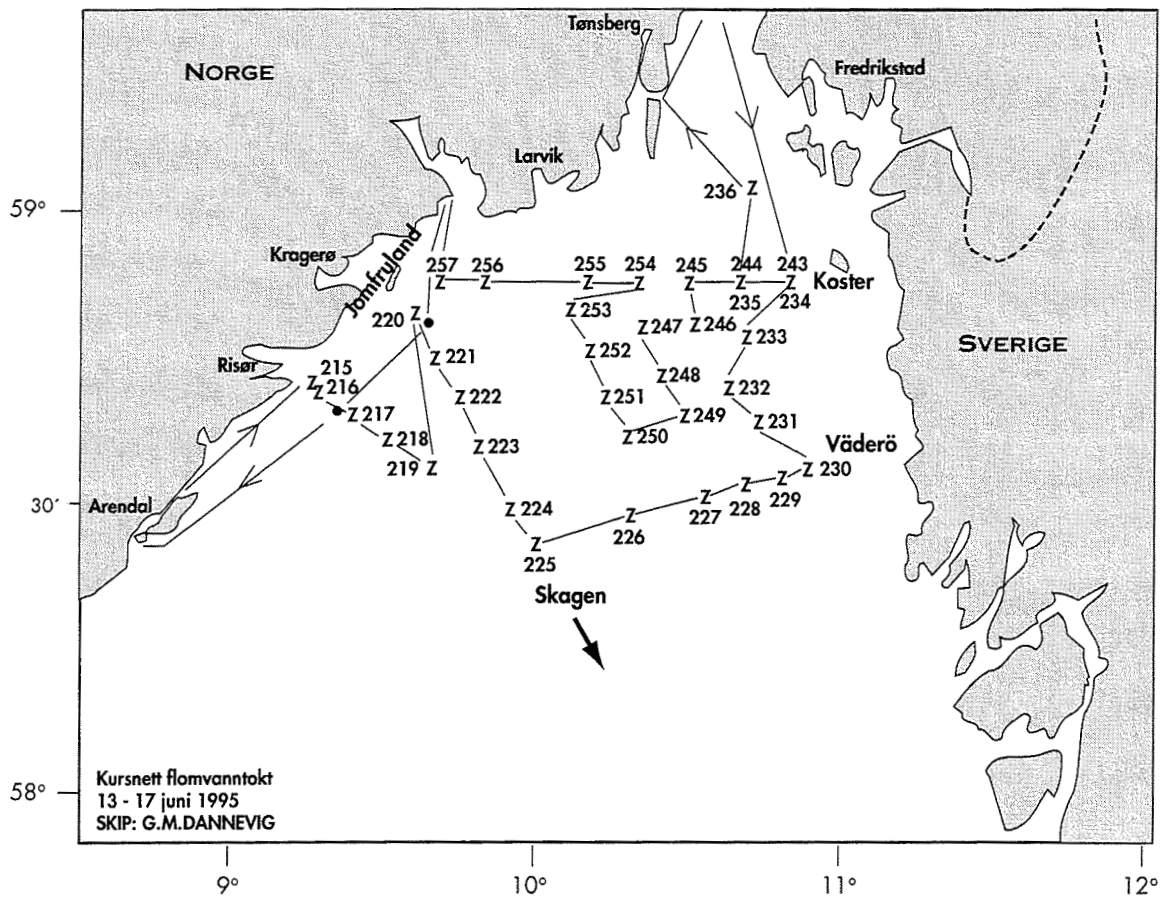 Tønsberg
NORGE
Fredrikstad
Larvik
236
59°
Kragerø
Jomfruland
257 256 255 254 245 244 243
Koster
235 234
253
220
247 246 233
SVERIGE
252
221
Risør
215
216
248
232
222
251
217
249
231
218
250
223
Väderö
219
230
229
228
227
30´
Arendal
224
226
225
Skagen
58°
Kursnett flomvanntokt
13 - 17 juni 1995
SKIP: G.M.DANNEVIG
9° 10° 11° 12°